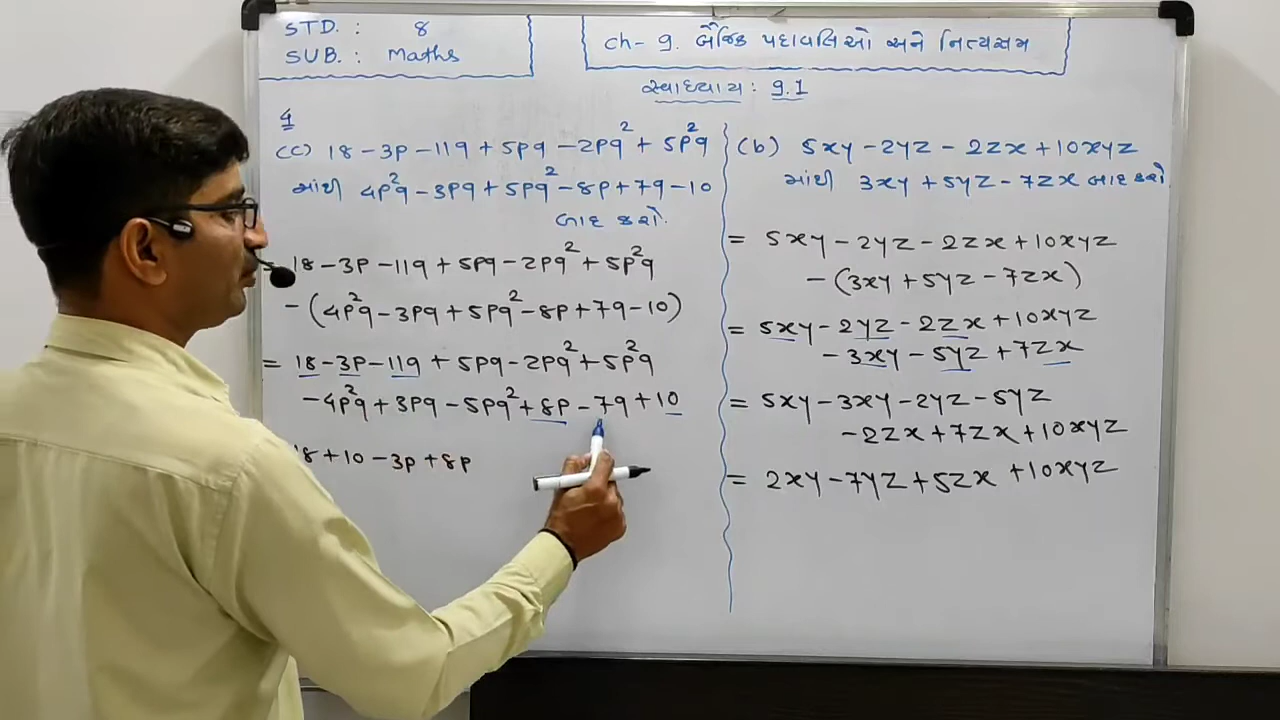 STD. : 8
SUB. : Maths
Ch- 9. બૈજિક પદાવલિઓ અને નિત્યસમ
સ્વાધ્યાય : 9.1
4
(c) 18 - 3p - 11q + 5pq - 2pq² + 5p²q
માંથી 4p²q - 3pq + 5pq² - 8p + 7q - 10
બાદ કરો.
18 - 3p - 11q + 5pq - 2pq² + 5p²q
- (4p²q - 3pq + 5pq² - 8p + 7q - 10)
= 18 - 3p - 11q + 5pq - 2pq² + 5p²q
- 4p²q + 3pq - 5pq² + 8p - 7q + 10
18 + 10 - 3p + 8p
(b) 5xy - 2yz - 2zx + 10xyz
માંથી 3xy + 5yz - 7zx બાદ કરો
= 5xy - 2yz - 2zx + 10xyz
- (3xy + 5yz - 7zx)
= 5xy - 2yz - 2zx + 10xyz
- 3xy - 5yz + 7zx
= 5xy - 3xy - 2yz - 5yz
- 2zx + 7zx + 10xyz
= 2xy - 7yz + 5zx + 10xyz